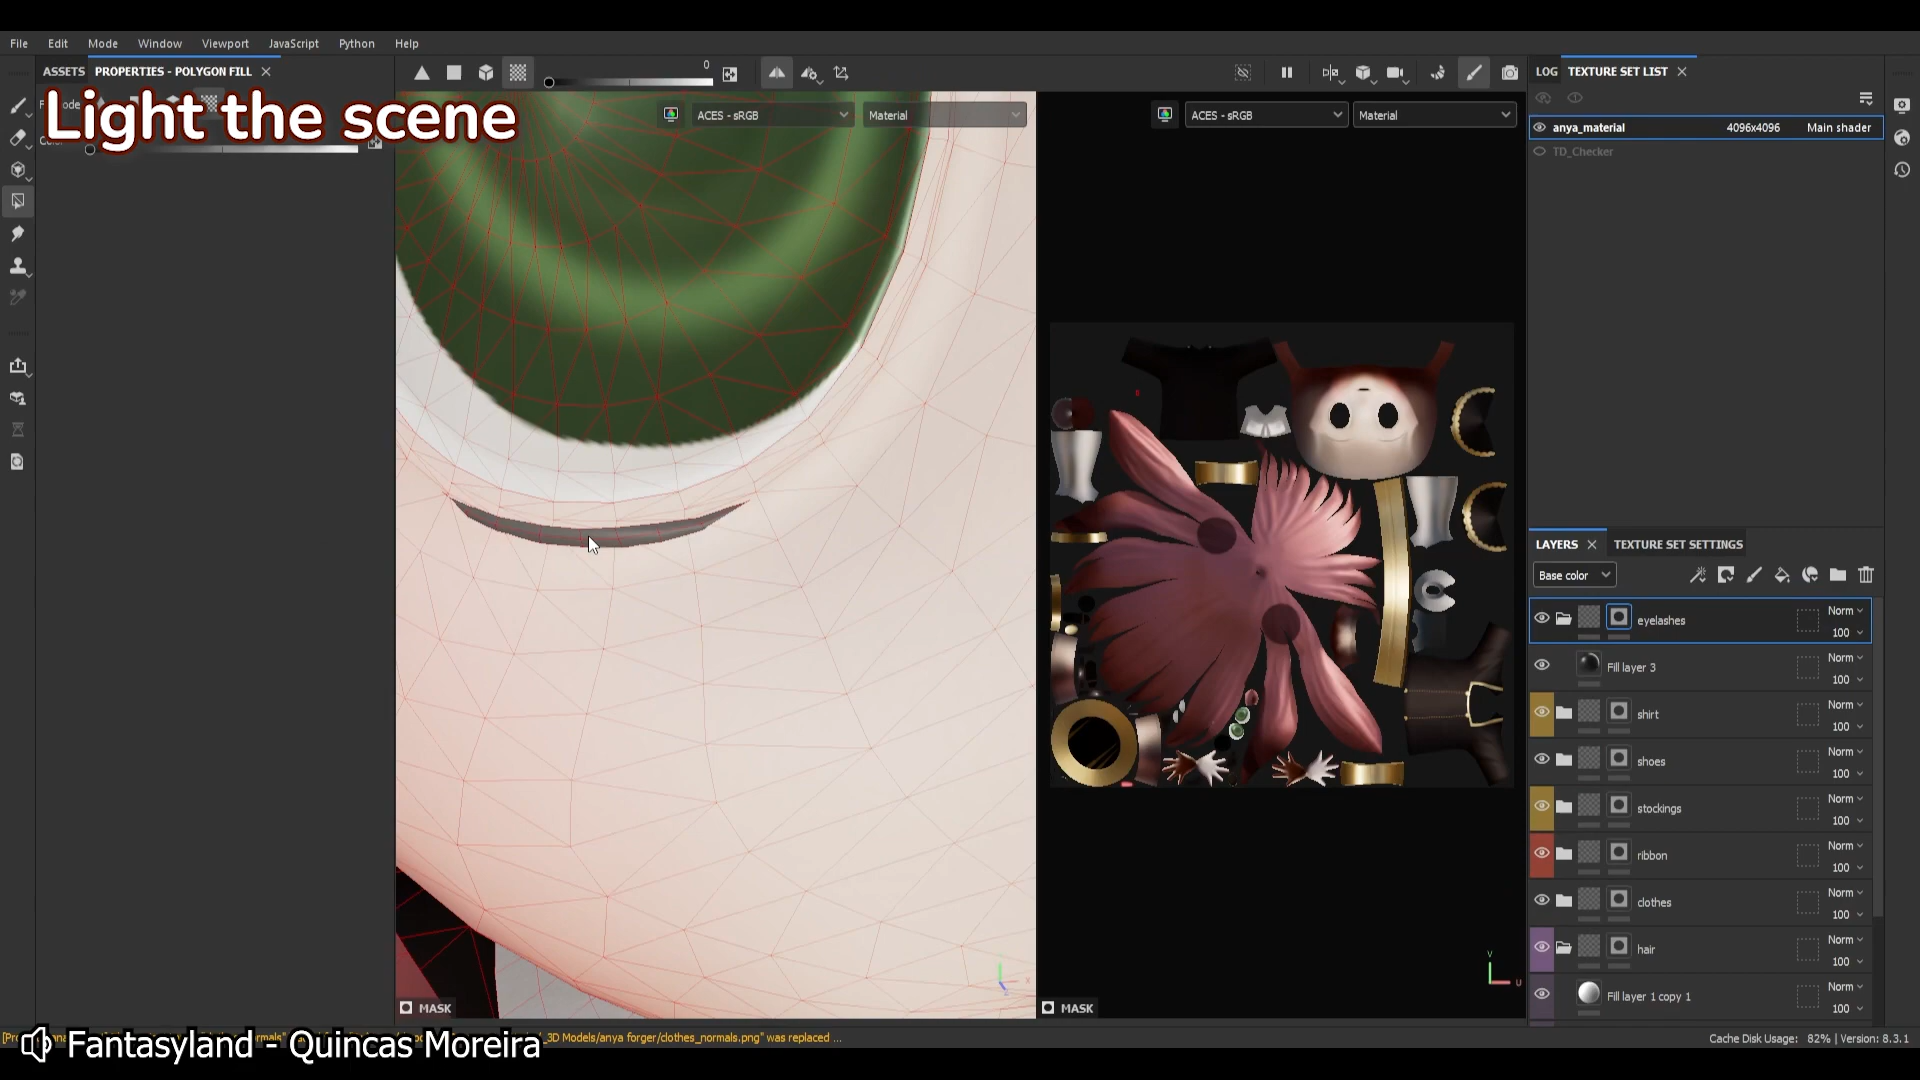 File Edit Mode Window Viewport JavaScript Python Help
ASSETS PROPERTIES - POLYGON FILL
0
LOG TEXTURE SET LIST
Light the scene
ACES - sRGB Material
ACES - sRGB Material
anya_material 4096x4096 Main shader
TD_Checker
LAYERS TEXTURE SET SETTINGS
Base color
eyelashes Norm 100
Fill layer 3 Norm 100
shirt Norm 100
shoes Norm 100
stockings Norm 100
ribbon Norm 100
clothes Norm 100
hair Norm 100
Fill layer 1 copy 1 Norm 100
V
U
X
MASK
MASK
Fantasyland - Quincas Moreira
_3D Models/anya forger/clothes_normals.png" was replaced ...
Cache Disk Usage: 82% | Version: 8.3.1